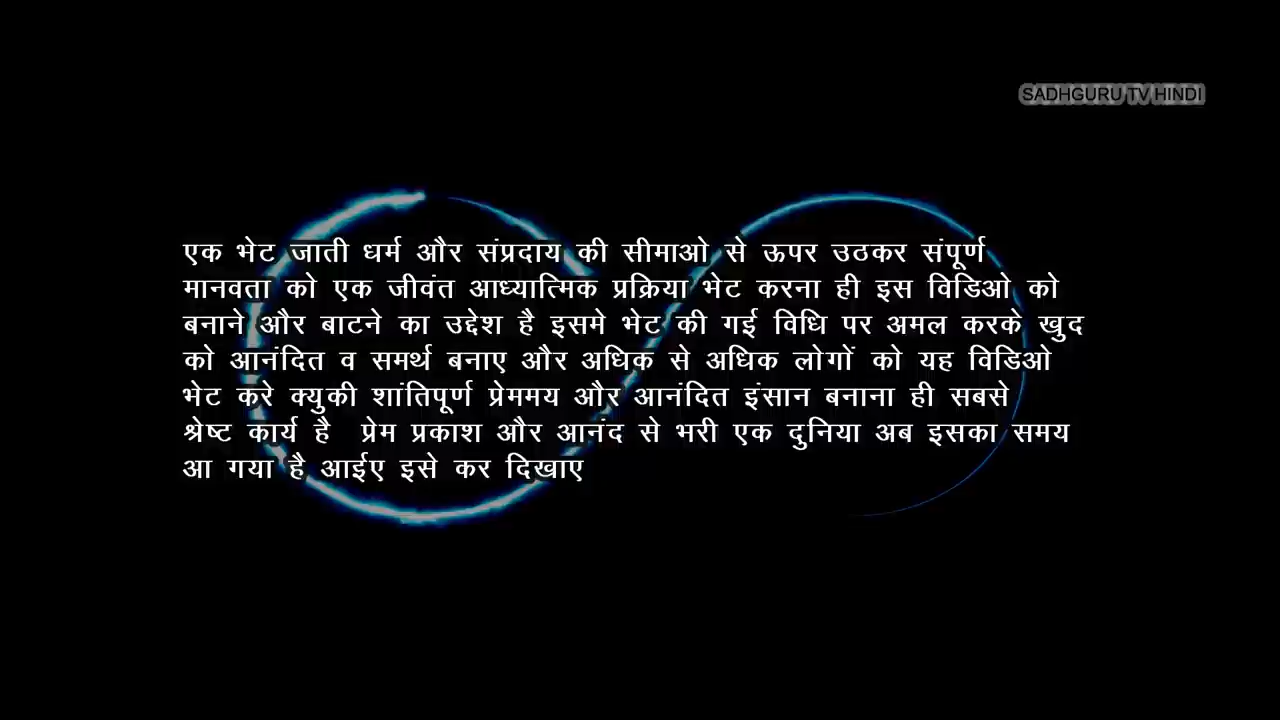 SADHGURU TV HINDI
एक भेट जाती धर्म और संप्रदाय की सीमाओ से ऊपर उठकर संपूर्ण
मानवता को एक जीवंत आध्यात्मिक प्रक्रिया भेट करना ही इस विडिओ को
बनाने और बाटने का उद्देश है इसमे भेट की गई विधि पर अमल करके खुद
को आनंदित व समर्थ बनाए और अधिक से अधिक लोगों को यह विडिओ
भेट करे क्युकी शांतिपूर्ण प्रेममय और आनंदित इंसान बनाना ही सबसे
श्रेष्ट कार्य है प्रेम प्रकाश और आनंद से भरी एक दुनिया अब इसका समय
आ गया है आईए इसे कर दिखाए